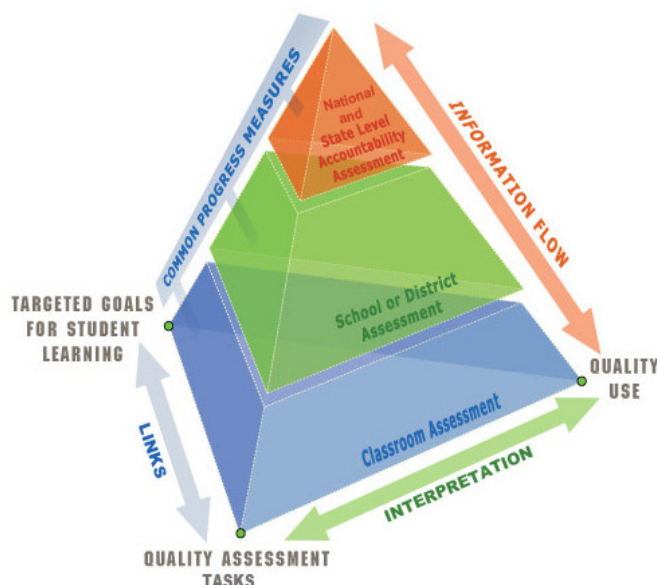 COMMON PROGRESS MEASURES
INFORMATION FLOW
National
and
State Level
Accountability
Assessment
School or District
Assessment
TARGETED GOALS
FOR STUDENT
LEARNING
QUALITY
USE
Classroom Assessment
LINKS
INTERPRETATION
QUALITY ASSESSMENT
TASKS